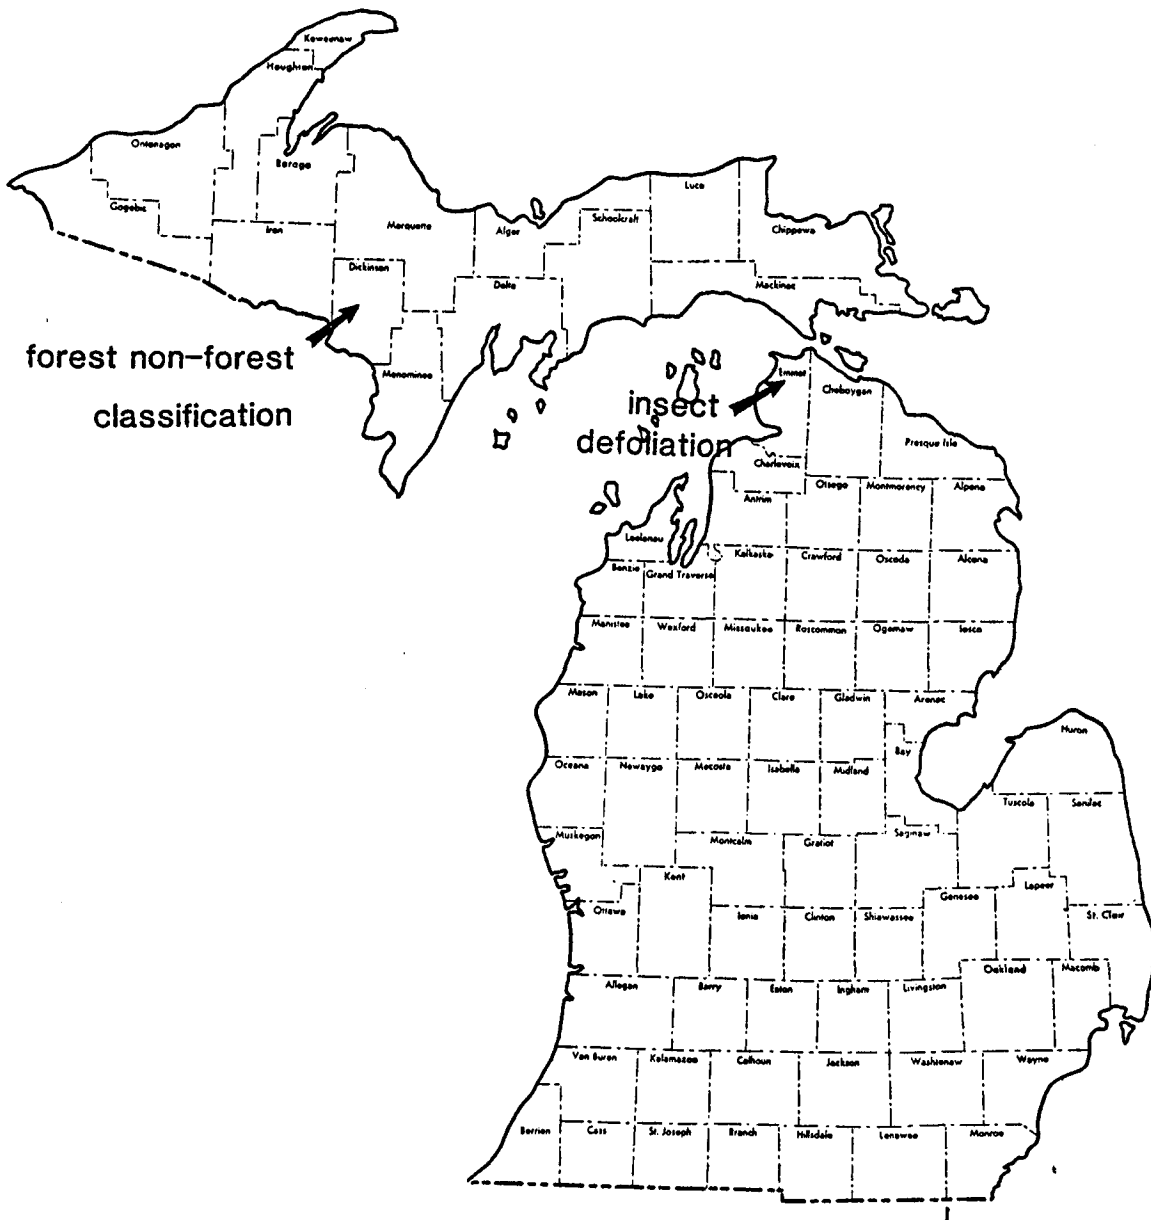 Keweenaw
Houghton
Ontonagon
Baraga
Gogebic
Iron
Marquette
Alger
Schoolcraft
Luce
Chippewa
Dickinson
Delta
Mackinac
forest non-forest
classification
Menominee
Emmet
insect
defoliation
Cheboygan
Presque Isle
Charlevoix
Antrim
Otsego
Montmorency
Alpena
Leelanau
Benzie
Grand Traverse
Kalkaska
Crawford
Oscoda
Alcona
Manistee
Wexford
Missaukee
Roscommon
Ogemaw
Iosco
Mason
Lake
Osceola
Clare
Gladwin
Arenac
Huron
Bay
Oceana
Newaygo
Mecosta
Isabella
Midland
Tuscola
Sanilac
Muskegon
Montcalm
Gratiot
Saginaw
Kent
Lapeer
Genesee
Ottawa
Ionia
Clinton
Shiawassee
St. Clair
Allegan
Barry
Eaton
Ingham
Livingston
Oakland
Macomb
Van Buren
Kalamazoo
Calhoun
Jackson
Washtenaw
Wayne
Berrien
Cass
St. Joseph
Branch
Hillsdale
Lenawee
Monroe